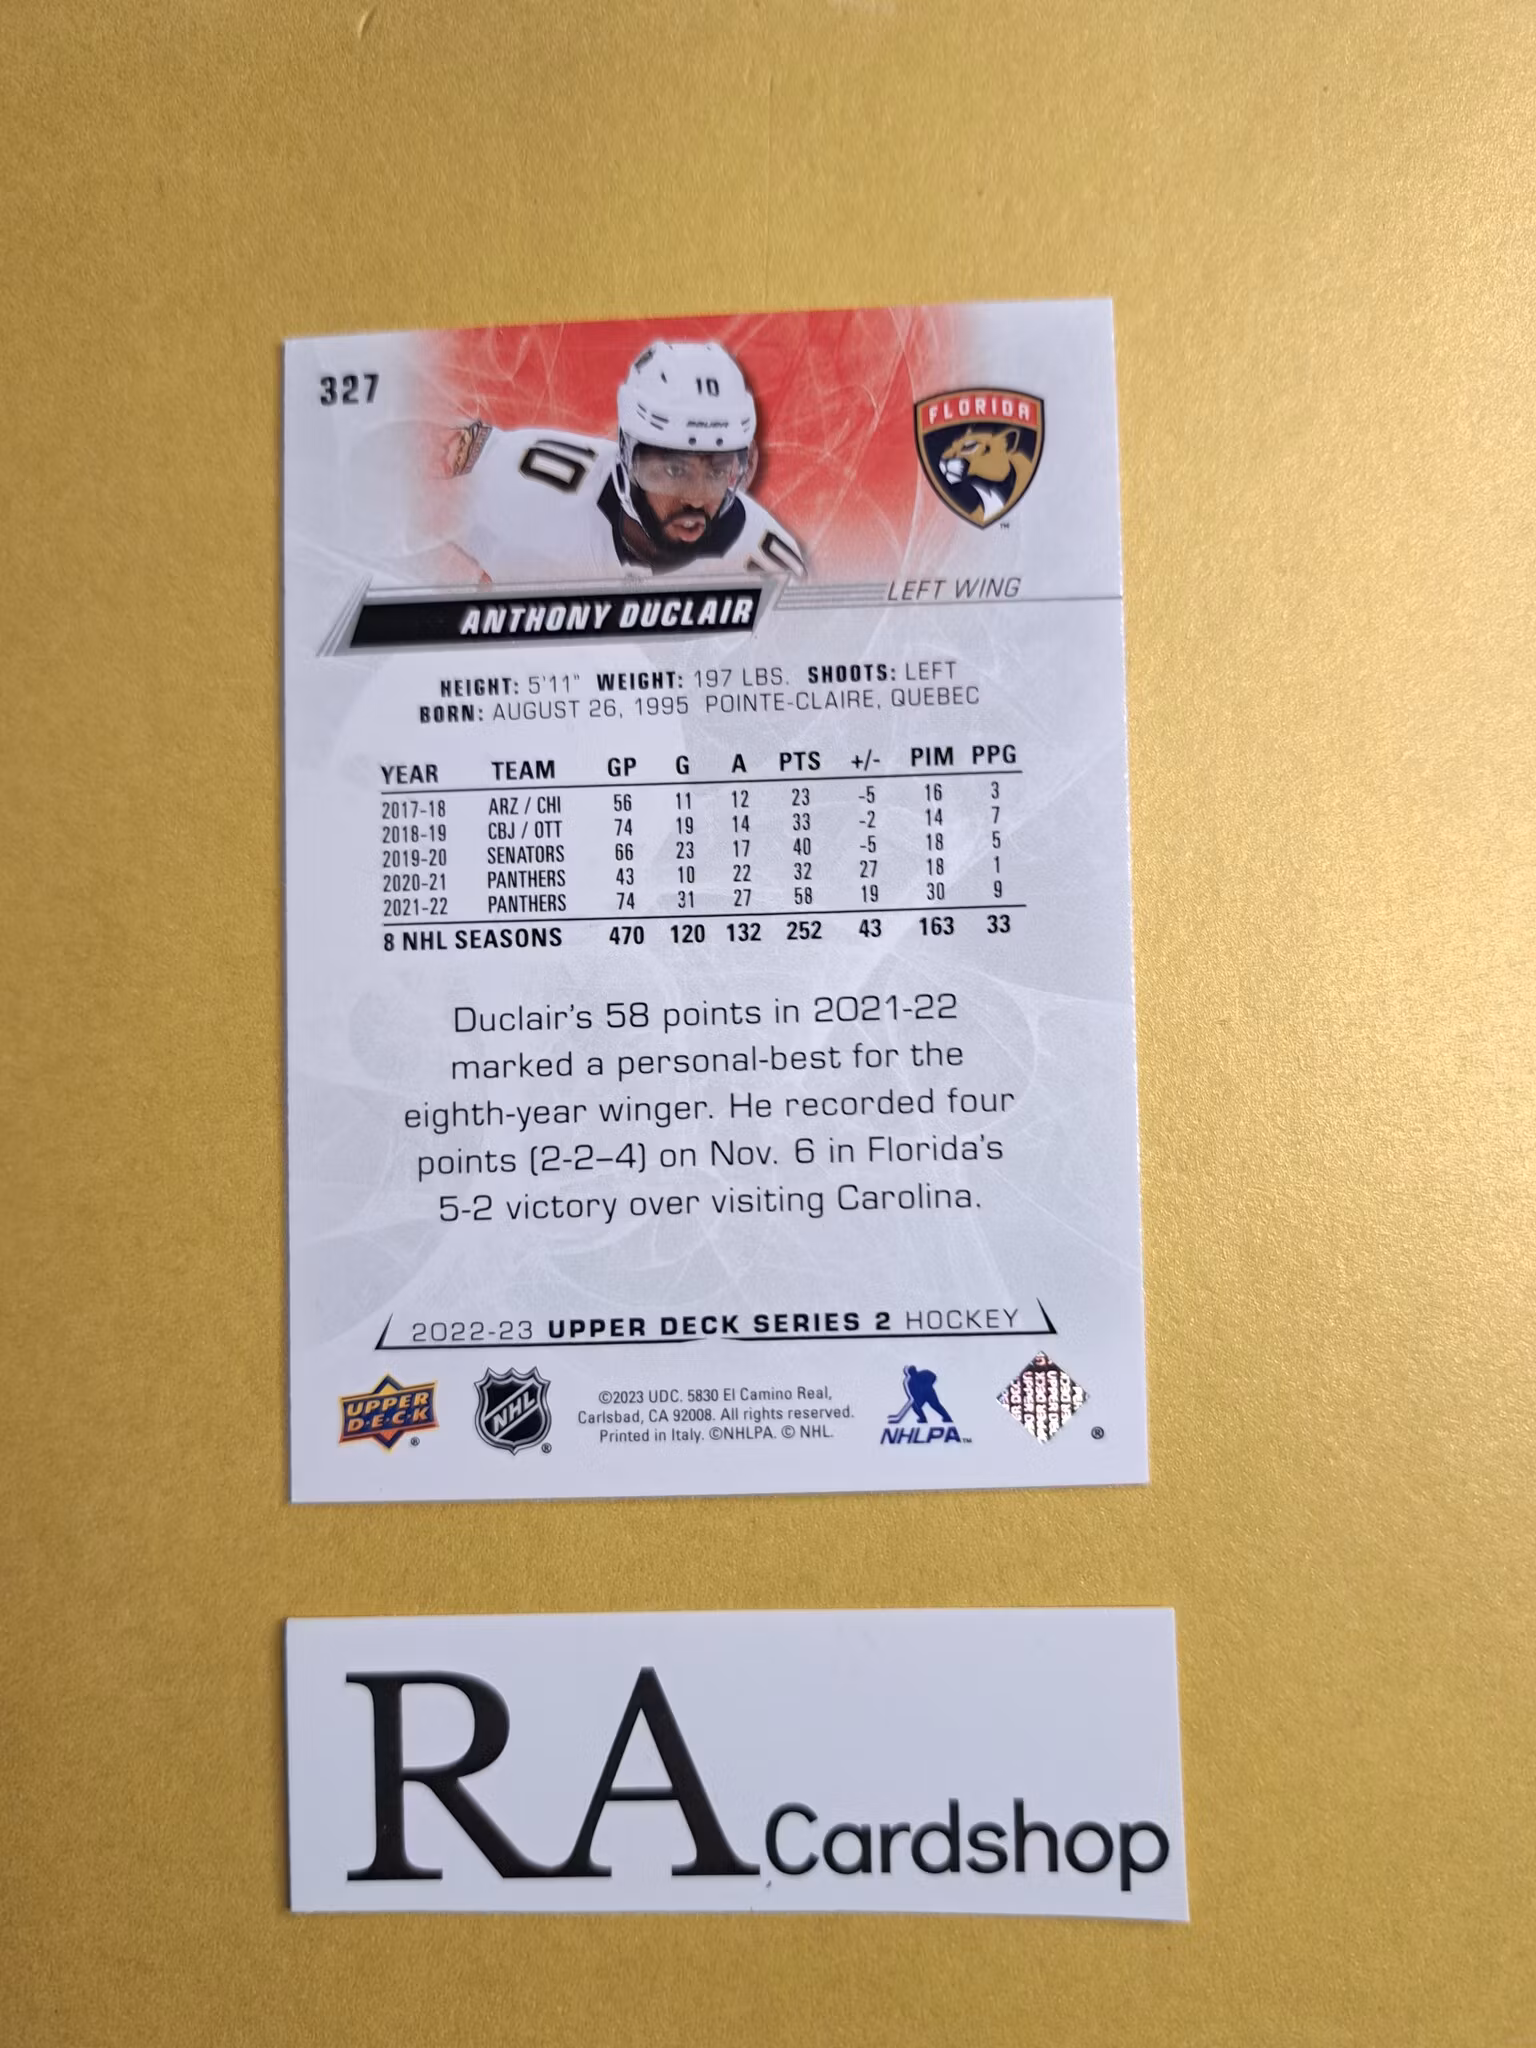 327
10
BAUER
10
10
FLORIDA
TM
ANTHONY DUCLAIR
LEFT WING
HEIGHT: 5'11" WEIGHT: 197 LBS. SHOOTS: LEFT
BORN: AUGUST 26, 1995 POINTE-CLAIRE, QUEBEC
YEAR TEAM GP G A PTS +/- PIM PPG
2017-18 ARZ / CHI 56 11 12 23 -5 16 3
2018-19 CBJ / OTT 74 19 14 33 -2 14 7
2019-20 SENATORS 66 23 17 40 -5 18 5
2020-21 PANTHERS 43 10 22 32 27 18 1
2021-22 PANTHERS 74 31 27 58 19 30 9
8 NHL SEASONS 470 120 132 252 43 163 33
Duclair's 58 points in 2021-22
marked a personal-best for the
eighth-year winger. He recorded four
points (2-2–4) on Nov. 6 in Florida's
5-2 victory over visiting Carolina.
2022-23 UPPER DECK SERIES 2 HOCKEY
UPPER
D•E•C•K
®
NHL
®
©2023 UDC. 5830 El Camino Real,
Carlsbad, CA 92008. All rights reserved.
Printed in Italy. ©NHLPA. © NHL.
NHLPA™
®
RA Cardshop